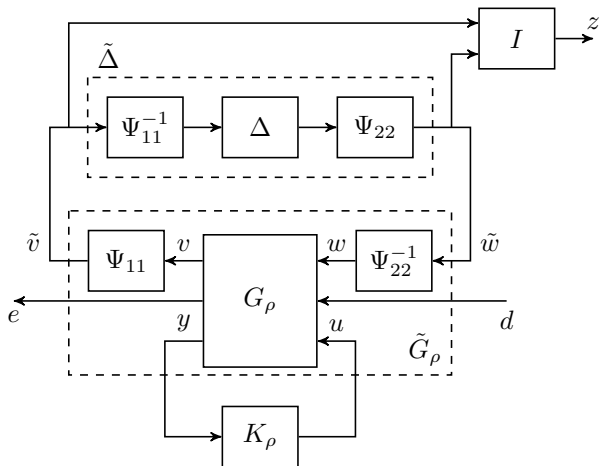 z
I
Δ̃
Ψ₁₁⁻¹ Δ Ψ₂₂
ṽ v w w̃
Ψ₁₁ G_ρ Ψ₂₂⁻¹
e y u d
G̃_ρ
K_ρ